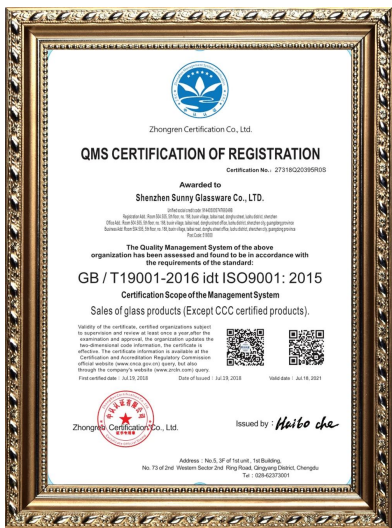 Zhongren Certification Co., Ltd.
QMS CERTIFICATION OF REGISTRATION
Certification No.: 27318Q20395R0S
Awarded to
Shenzhen Sunny Glassware Co., LTD.
The Quality Management System of the above
organization has been assessed and found to be in accordance with
the requirements of the standard:
GB / T19001-2016 idt ISO9001: 2015
Certification Scope of the Management System
Sales of glass products (Except CCC certified products).
Validity of the certificate, certified organizations subject
to supervision and review at least once a year,after the
examination and approval, the organization updates the
two-dimensional code information, the certificate is
effective. The certificate information is available at the
Certification and Accreditation Regulatory Commission
official website (www.cnca.gov.cn) query, but also
through the company's website (www.zrcln.com) query.
First certified date : Jul.19, 2018
Date of Issued : Jul.19, 2018
Valid date : Jul.18, 2021
Zhongren Certification Co., Ltd.
Issued by : Haibo che
Address : No.5, 3F of 1st unit , 1st Building,
No. 73 of 2nd Western Sector 2nd Ring Road, Qingyang District, Chengdu
Tel : 028-62373001